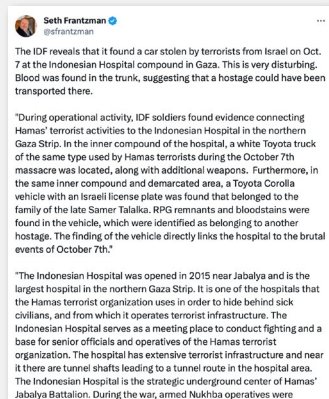 Seth Frantzman
@sfrantzman
The IDF reveals that it found a car stolen by terrorists from Israel on Oct.
7 at the Indonesian Hospital compound in Gaza. This is very disturbing.
Blood was found in the trunk, suggesting that a hostage could have been
transported there.
"During operational activity, IDF soldiers found evidence connecting
Hamas' terrorist activities to the Indonesian Hospital in the northern
Gaza Strip. In the inner compound of the hospital, a white Toyota truck
of the same type used by Hamas terrorists during the October 7th
massacre was located, along with additional weapons.  Furthermore, in
the same inner compound and demarcated area, a Toyota Corolla
vehicle with an Israeli license plate was found that belonged to the
family of the late Samer Talalka. RPG remnants and bloodstains were
found in the vehicle, which were identified as belonging to another
hostage. The finding of the vehicle directly links the hospital to the brutal
events of October 7th."
"The Indonesian Hospital was opened in 2015 near Jabalya and is the
largest hospital in the northern Gaza Strip. It is one of the hospitals that
the Hamas terrorist organization uses in order to hide behind sick
civilians, and from which it operates terrorist infrastructure. The
Indonesian Hospital serves as a meeting place to conduct fighting and a
base for senior officials and operatives of the Hamas terrorist
organization. The hospital has extensive terrorist infrastructure and near
it there are tunnel shafts leading to a tunnel route in the hospital area.
The Indonesian Hospital is the strategic underground center of Hamas'
Jabalya Battalion. During the war, armed Nukhba operatives were